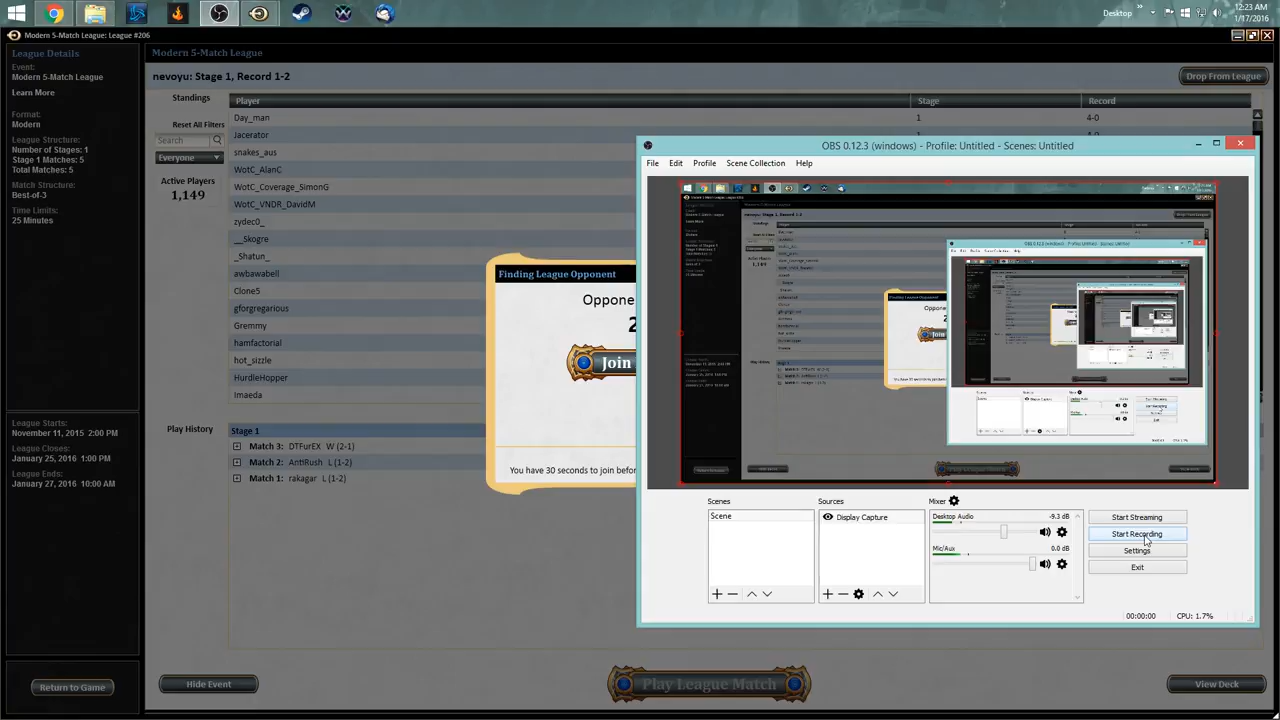 Desktop
12:23 AM
1/17/2016
Modern 5-Match League: League #206
League Details
Event:
Modern 5-Match League
Learn More
Format:
Modern
League Structure:
Number of Stages: 1
Stage 1 Matches: 5
Total Matches: 5
Match Structure:
Best-of-3
Time Limits:
25 Minutes
League Starts:
November 11, 2015 2:00 PM
League Closes:
January 25, 2016 1:00 PM
League Ends:
January 27, 2016 10:00 AM
Return to Game
Modern 5-Match League
nevoyu: Stage 1, Record 1-2
Drop From League
Standings
Reset All Filters
Search
Everyone
Active Players
1,149
Player Stage Record
Day_man 1 4-0
Jacerator
snakes_aus
WotC_AlanC
WotC_Coverage_SimonG
WotC_VNDR_DavidM
zydec0_
__Skogre
_Shatun_
awbawabell
Clone5
gforgregarious
Gremmy
hamfactorial
hot_sizzle
HurdleHopper
Imaeda
Play History
Stage 1
Match 3: DTFurEX W (2-1)
Match 2: AntiRush L (1-2)
Match 1: rakagar L (1-2)
Finding League Opponent
Join
You have 30 seconds to join
Hide Event
Play League Match
View Deck
OBS 0.12.3 (windows) - Profile: Untitled - Scenes: Untitled
File Edit Profile Scene Collection Help
Scenes
Scene
Sources
Display Capture
Mixer
Desktop Audio -9.3 dB
Mic/Aux 0.0 dB
Start Streaming
Start Recording
Settings
Exit
00:00:00
CPU: 1.7%